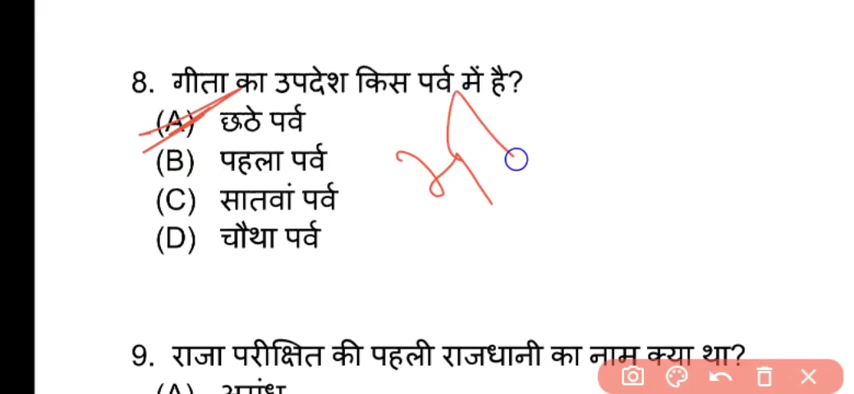 8. गीता का उपदेश किस पर्व में है?
(A) छठे पर्व
(B) पहला पर्व
(C) सातवां पर्व
(D) चौथा पर्व
9. राजा परीक्षित की पहली राजधानी का नाम क्या था?
(A)